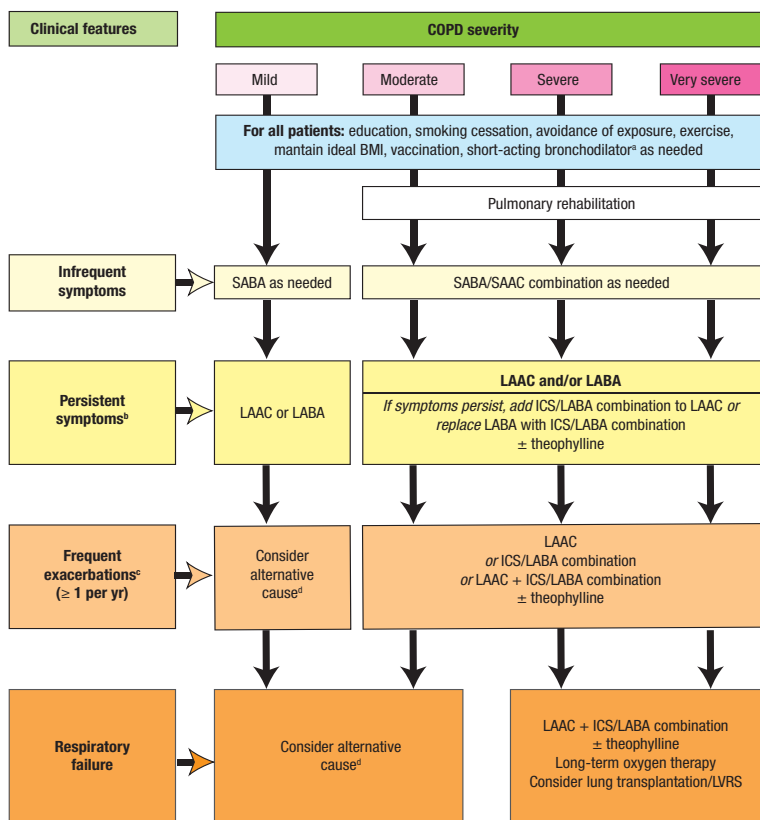 Clinical features
COPD severity
Mild
Moderate
Severe
Very severe
For all patients: education, smoking cessation, avoidance of exposure, exercise,
mantain ideal BMI, vaccination, short-acting bronchodilatorᵃ as needed
Pulmonary rehabilitation
Infrequent
symptoms
SABA as needed
SABA/SAAC combination as needed
Persistent
symptomsᵇ
LAAC or LABA
LAAC and/or LABA
If symptoms persist, add ICS/LABA combination to LAAC or
replace LABA with ICS/LABA combination
± theophylline
Frequent
exacerbationsᶜ
(≥ 1 per yr)
Consider
alternative
causeᵈ
LAAC
or ICS/LABA combination
or LAAC + ICS/LABA combination
± theophylline
Respiratory
failure
Consider alternative
causeᵈ
LAAC + ICS/LABA combination
± theophylline
Long-term oxygen therapy
Consider lung transplantation/LVRS